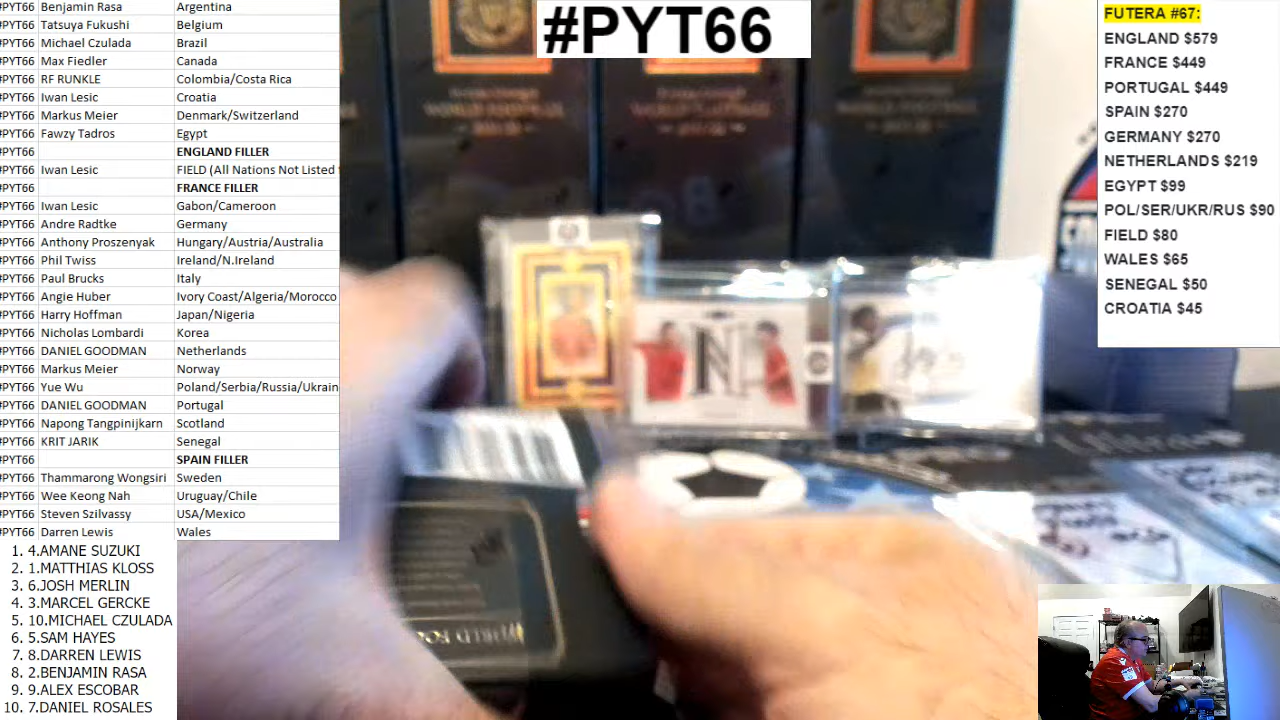 #PYT66 Benjamin Rasa Argentina
#PYT66 Tatsuya Fukushi Belgium
#PYT66 Michael Czulada Brazil
#PYT66 Max Fiedler Canada
#PYT66 RF RUNKLE Colombia/Costa Rica
#PYT66 Iwan Lesic Croatia
#PYT66 Markus Meier Denmark/Switzerland
#PYT66 Fawzy Tadros Egypt
#PYT66 ENGLAND FILLER
#PYT66 Iwan Lesic FIELD (All Nations Not Listed
#PYT66 FRANCE FILLER
#PYT66 Iwan Lesic Gabon/Cameroon
#PYT66 Andre Radtke Germany
#PYT66 Anthony Proszenyak Hungary/Austria/Australia
#PYT66 Phil Twiss Ireland/N.Ireland
#PYT66 Paul Brucks Italy
#PYT66 Angie Huber Ivory Coast/Algeria/Morocco
#PYT66 Harry Hoffman Japan/Nigeria
#PYT66 Nicholas Lombardi Korea
#PYT66 DANIEL GOODMAN Netherlands
#PYT66 Markus Meier Norway
#PYT66 Yue Wu Poland/Serbia/Russia/Ukrain
#PYT66 DANIEL GOODMAN Portugal
#PYT66 Napong Tangpinijkarn Scotland
#PYT66 KRIT JARIK Senegal
#PYT66 SPAIN FILLER
#PYT66 Thammarong Wongsiri Sweden
#PYT66 Wee Keong Nah Uruguay/Chile
#PYT66 Steven Szilvassy USA/Mexico
#PYT66 Darren Lewis Wales
1. 4.AMANE SUZUKI
2. 1.MATTHIAS KLOSS
3. 6.JOSH MERLIN
4. 3.MARCEL GERCKE
5. 10.MICHAEL CZULADA
6. 5.SAM HAYES
7. 8.DARREN LEWIS
8. 2.BENJAMIN RASA
9. 9.ALEX ESCOBAR
10. 7.DANIEL ROSALES
#PYT66
N
FUTERA #67:
ENGLAND $579
FRANCE $449
PORTUGAL $449
SPAIN $270
GERMANY $270
NETHERLANDS $219
EGYPT $99
POL/SER/UKR/RUS $90
FIELD $80
WALES $65
SENEGAL $50
CROATIA $45